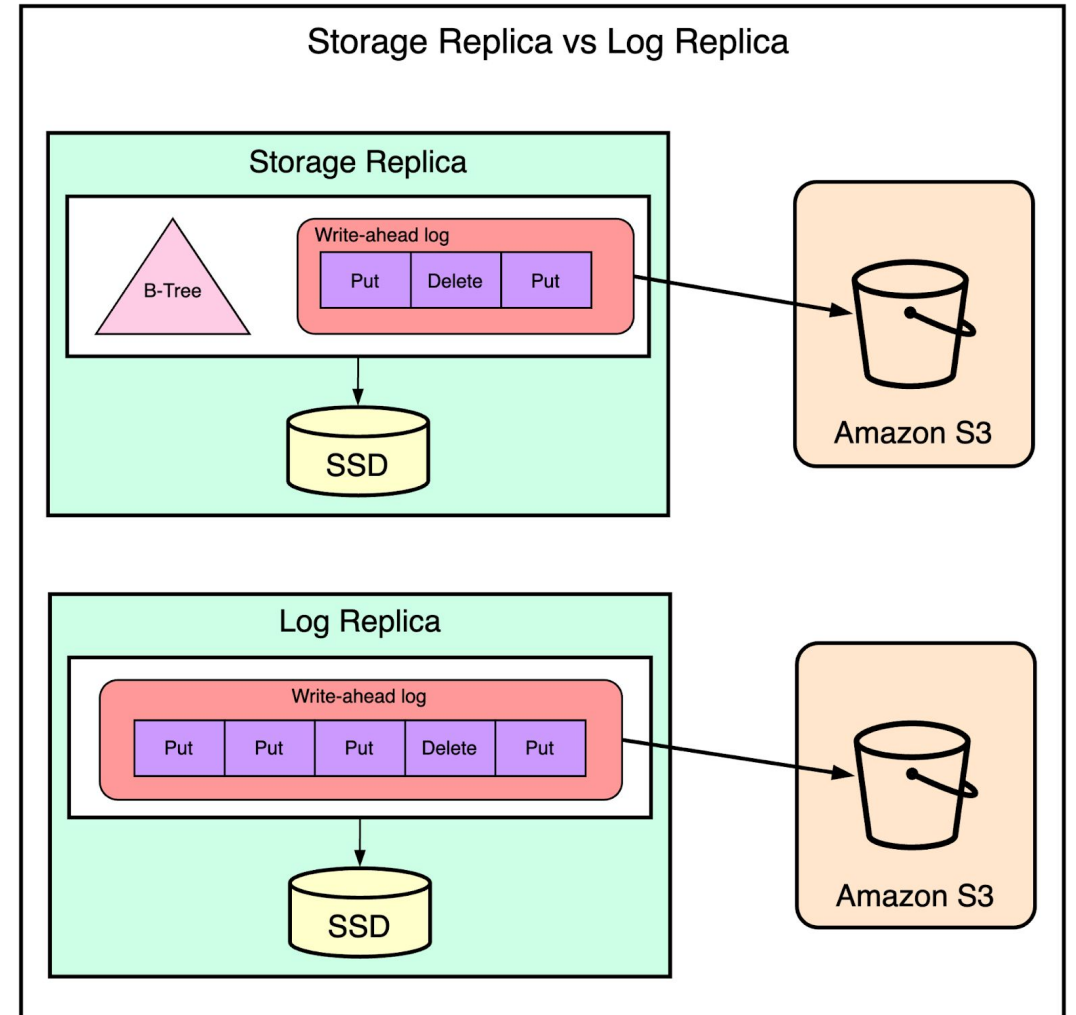 Storage Replica vs Log Replica
Storage Replica
B-Tree
Write-ahead log
Put Delete Put
SSD
Amazon S3
Log Replica
Write-ahead log
Put Put Put Delete Put
SSD
Amazon S3